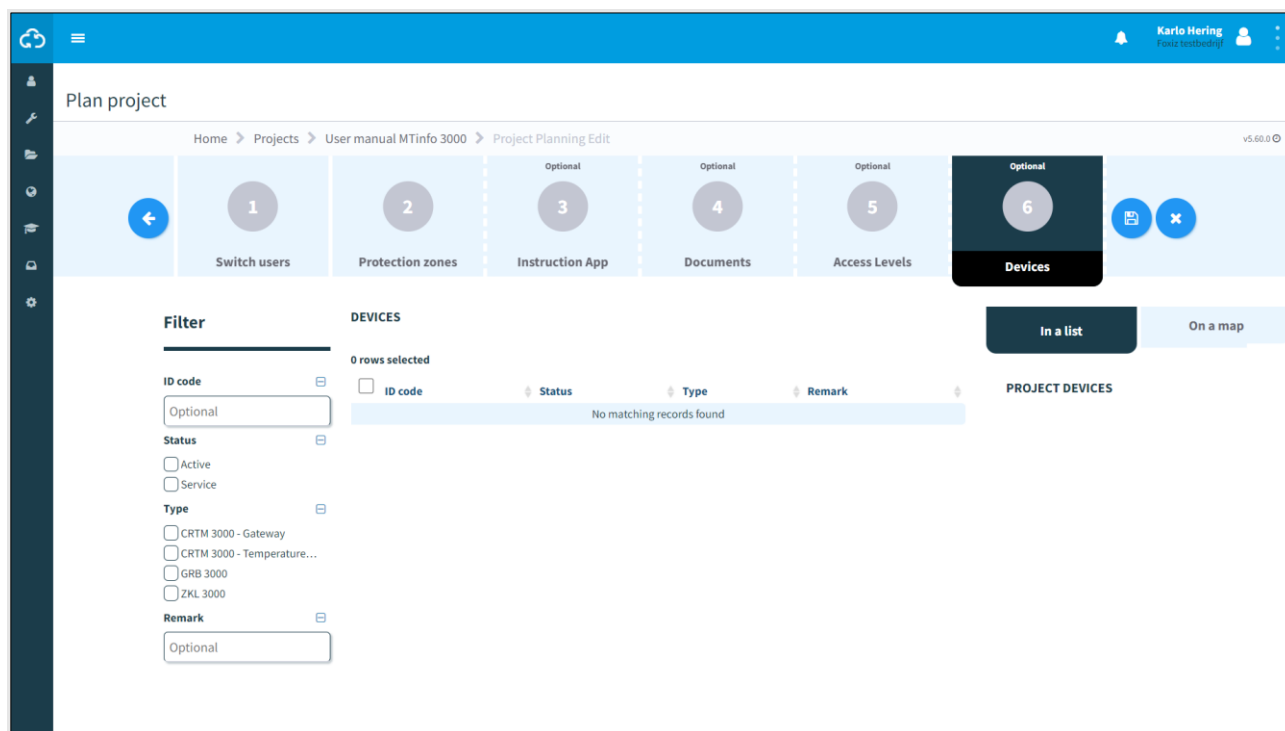 Karlo Hering
Foxiz testbedrijf
Plan project
Home Projects User manual MTinfo 3000 Project Planning Edit
v5.60.0
1
Switch users
2
Protection zones
Optional
3
Instruction App
Optional
4
Documents
Optional
5
Access Levels
Optional
6
Devices
Filter
ID code
Optional
Status
Active
Service
Type
CRTM 3000 - Gateway
CRTM 3000 - Temperature...
GRB 3000
ZKL 3000
Remark
Optional
DEVICES
0 rows selected
ID code Status Type Remark
No matching records found
In a list
On a map
PROJECT DEVICES